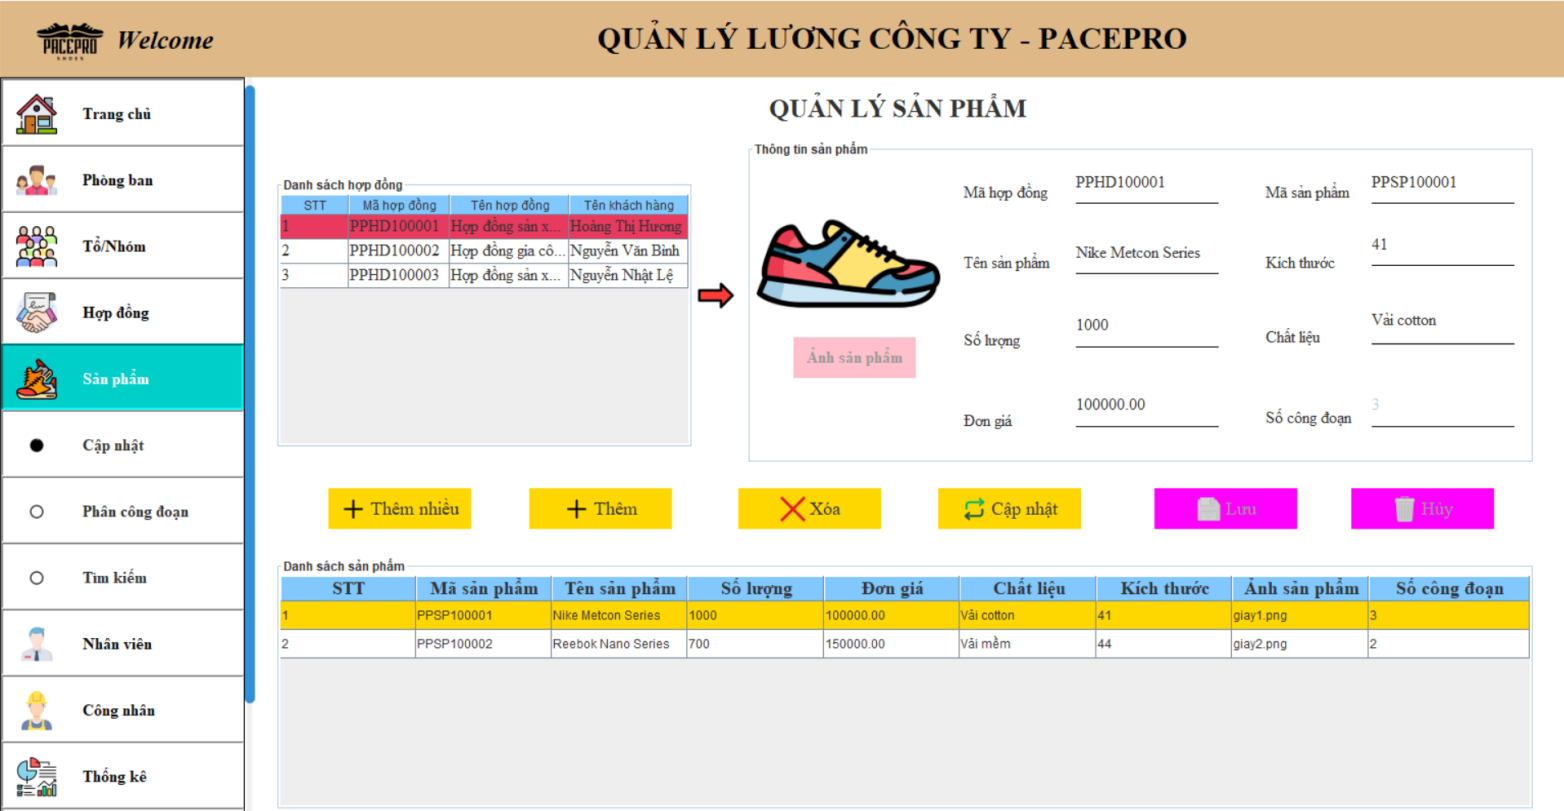 PACEPRO
SHOES
Welcome
QUẢN LÝ LƯƠNG CÔNG TY - PACEPRO
Trang chủ
Phòng ban
Tổ/Nhóm
Hợp đồng
Sản phẩm
Cập nhật
Phân công đoạn
Tìm kiếm
Nhân viên
Công nhân
Thống kê
QUẢN LÝ SẢN PHẨM
Danh sách hợp đồng
STT Mã hợp đồng Tên hợp đồng Tên khách hàng
1 PPHD100001 Hợp đồng sản x... Hoàng Thị Hương
2 PPHD100002 Hợp đồng gia cô... Nguyễn Văn Bình
3 PPHD100003 Hợp đồng sản x... Nguyễn Nhật Lệ
Thông tin sản phẩm
Ảnh sản phẩm
Mã hợp đồng PPHD100001 Mã sản phẩm PPSP100001
Tên sản phẩm Nike Metcon Series Kích thước 41
Số lượng 1000 Chất liệu Vải cotton
Đơn giá 100000.00 Số công đoạn 3
Thêm nhiều Thêm Xóa Cập nhật Lưu Hủy
Danh sách sản phẩm
STT Mã sản phẩm Tên sản phẩm Số lượng Đơn giá Chất liệu Kích thước Ảnh sản phẩm Số công đoạn
1 PPSP100001 Nike Metcon Series 1000 100000.00 Vải cotton 41 giay1.png 3
2 PPSP100002 Reebok Nano Series 700 150000.00 Vải mềm 44 giay2.png 2